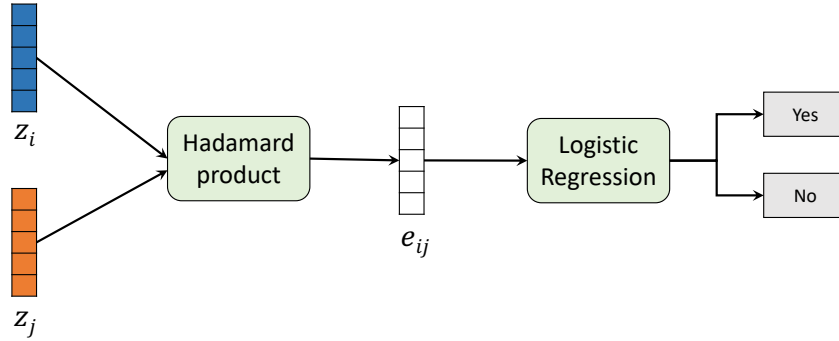 z_i
Hadamard
product
z_j
e_ij
Logistic
Regression
Yes
No